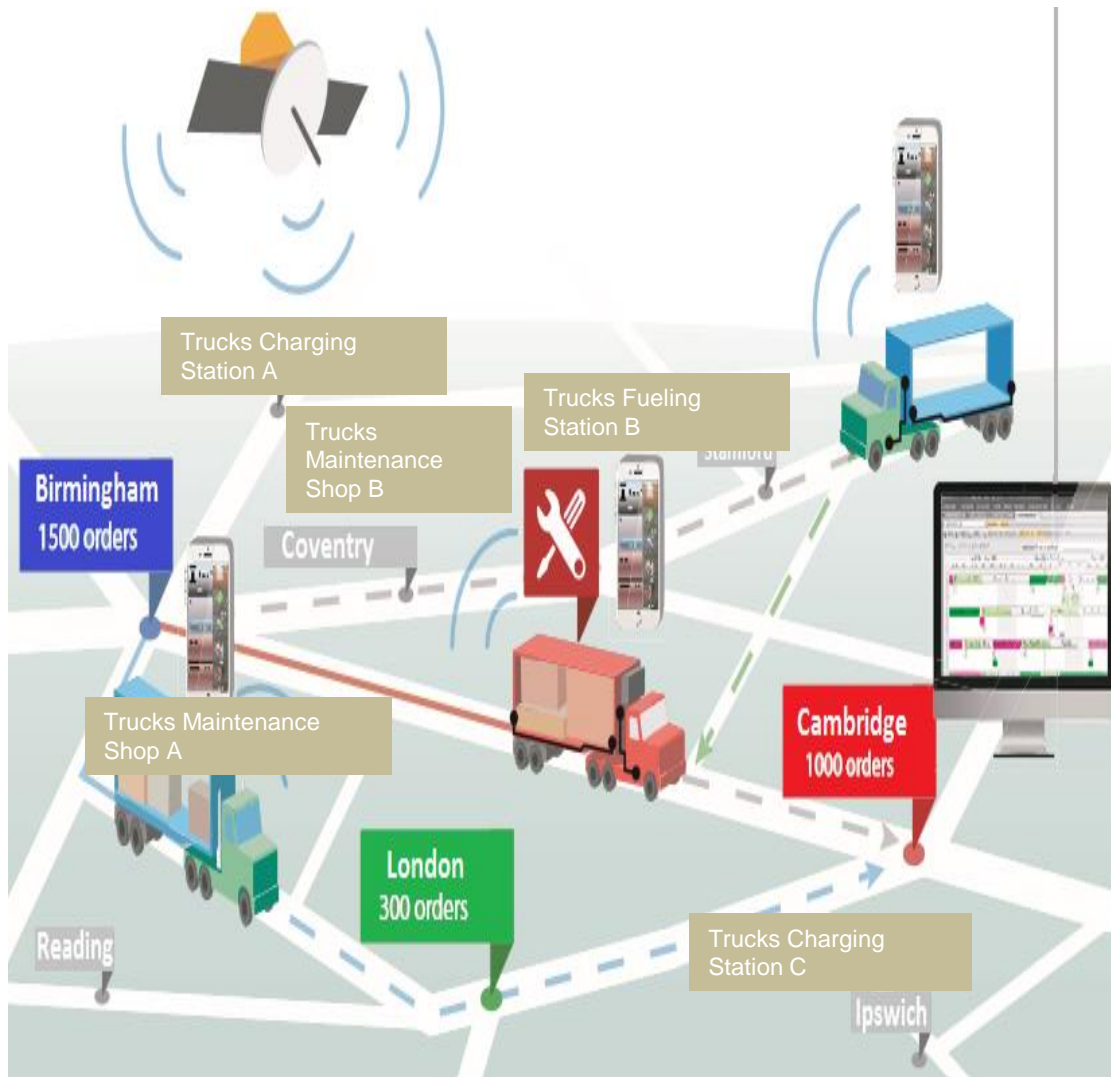 Trucks Charging
Station A
Trucks Fueling
Station B
Trucks
Maintenance
Shop B
Stamford
Birmingham
1500 orders
Coventry
Trucks Maintenance
Shop A
Cambridge
1000 orders
London
300 orders
Trucks Charging
Station C
Reading
Ipswich